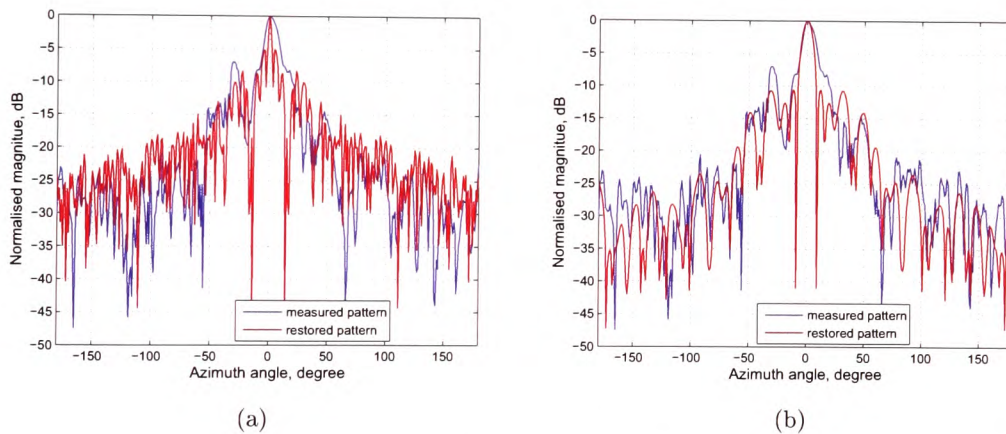 0
−5
−10
−15
−20
−25
−30
−35
−40
−45
−50
Normalised magnitue, dB
measured pattern
restored pattern
−150 −100 −50 0 50 100 150
Azimuth angle, degree
(a)
0
−5
−10
−15
−20
−25
−30
−35
−40
−45
−50
Normalised magnitue, dB
measured pattern
restored pattern
−150 −100 −50 0 50 100 150
Azimuth angle, degree
(b)